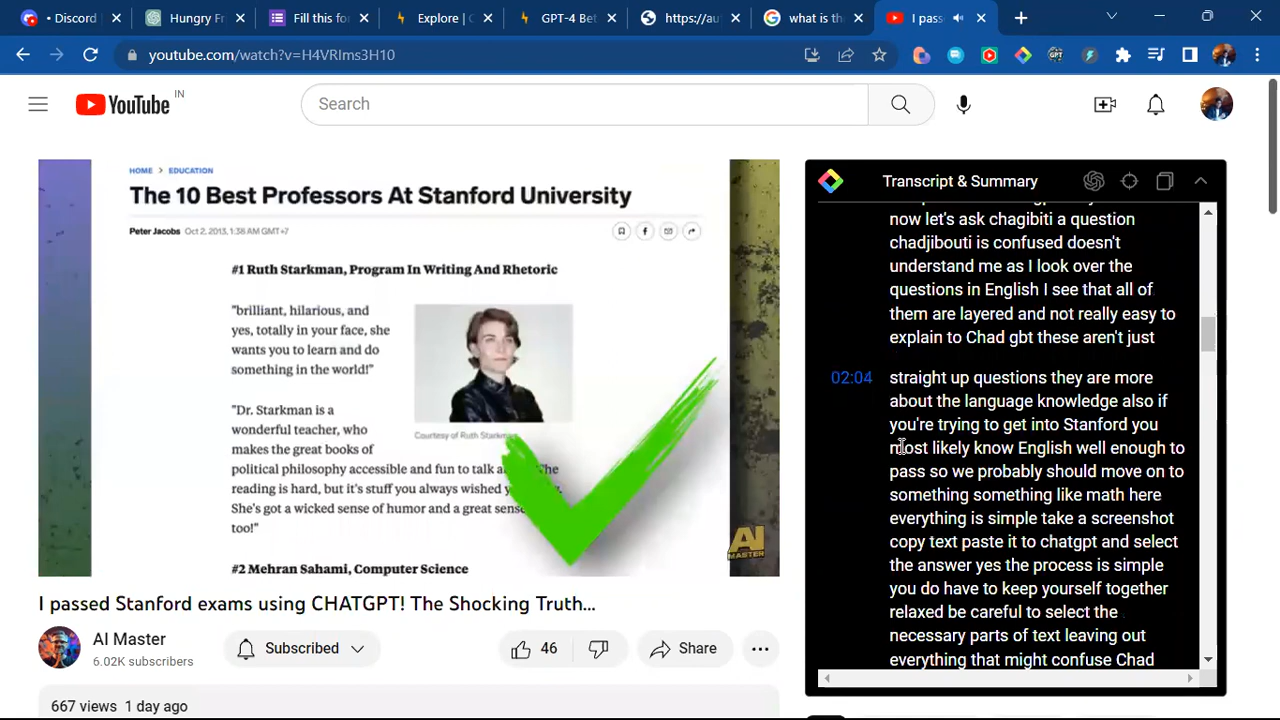 Discord
Hungry Fr
Fill this fo
Explore | C
GPT-4 Bet
https://au
what is th
I pass
youtube.com/watch?v=H4VRIms3H10
YouTube
IN
Search
HOME > EDUCATION
The 10 Best Professors At Stanford University
Peter Jacobs Oct 2, 2013, 1:38 AM GMT+7
#1 Ruth Starkman, Program In Writing And Rhetoric
"brilliant, hilarious, and
yes, totally in your face, she
wants you to learn and do
something in the world!"
"Dr. Starkman is a
wonderful teacher, who
makes the great books of
political philosophy accessible and fun to talk The
reading is hard, but it's stuff you always wished
She's got a wicked sense of humor and a great sens
too!"
Courtesy of Ruth Starkman
#2 Mehran Sahami, Computer Science
AI
MASTER
I passed Stanford exams using CHATGPT! The Shocking Truth...
AI Master
6.02K subscribers
Subscribed
46
Share
667 views 1 day ago
Transcript & Summary
now let's ask chagibiti a question
chadjibouti is confused doesn't
understand me as I look over the
questions in English I see that all of
them are layered and not really easy to
explain to Chad gbt these aren't just
02:04
straight up questions they are more
about the language knowledge also if
you're trying to get into Stanford you
most likely know English well enough to
pass so we probably should move on to
something something like math here
everything is simple take a screenshot
copy text paste it to chatgpt and select
the answer yes the process is simple
you do have to keep yourself together
relaxed be careful to select the
necessary parts of text leaving out
everything that might confuse Chad